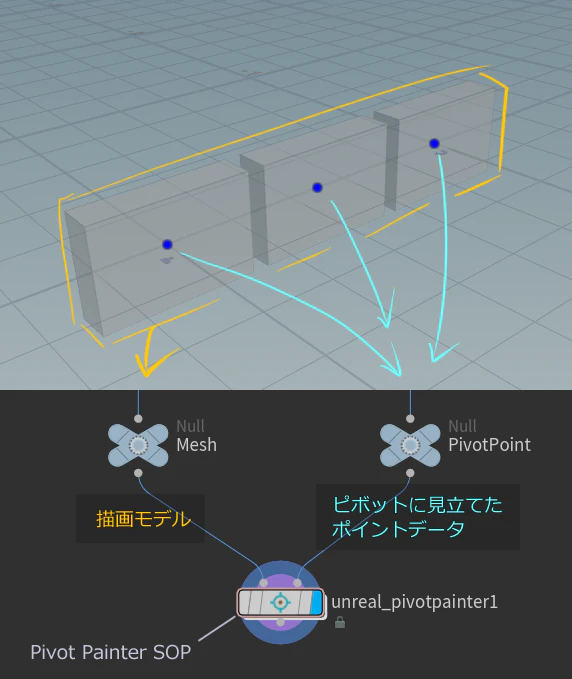 Null
Mesh
Null
PivotPoint
描画モデル
ピボットに見立てた
ポイントデータ
unreal_pivotpainter1
Pivot Painter SOP